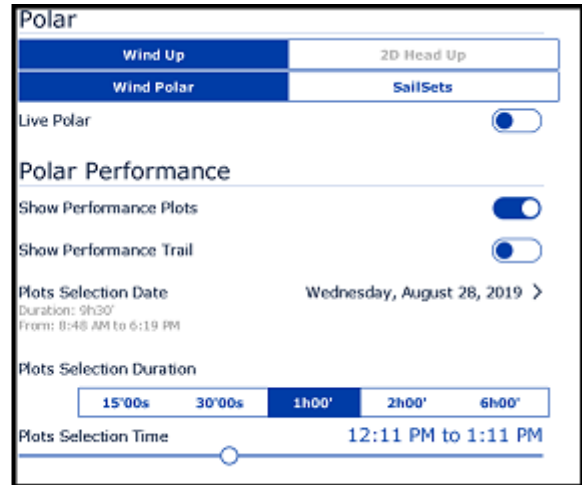 Polar
Wind Up 2D Head Up
Wind Polar SailSets
Live Polar
Polar Performance
Show Performance Plots
Show Performance Trail
Plots Selection Date Wednesday, August 28, 2019 >
Duration: 9h30'
From: 8:48 AM to 6:19 PM
Plots Selection Duration
15'00s 30'00s 1h00' 2h00' 6h00'
Plots Selection Time 12:11 PM to 1:11 PM